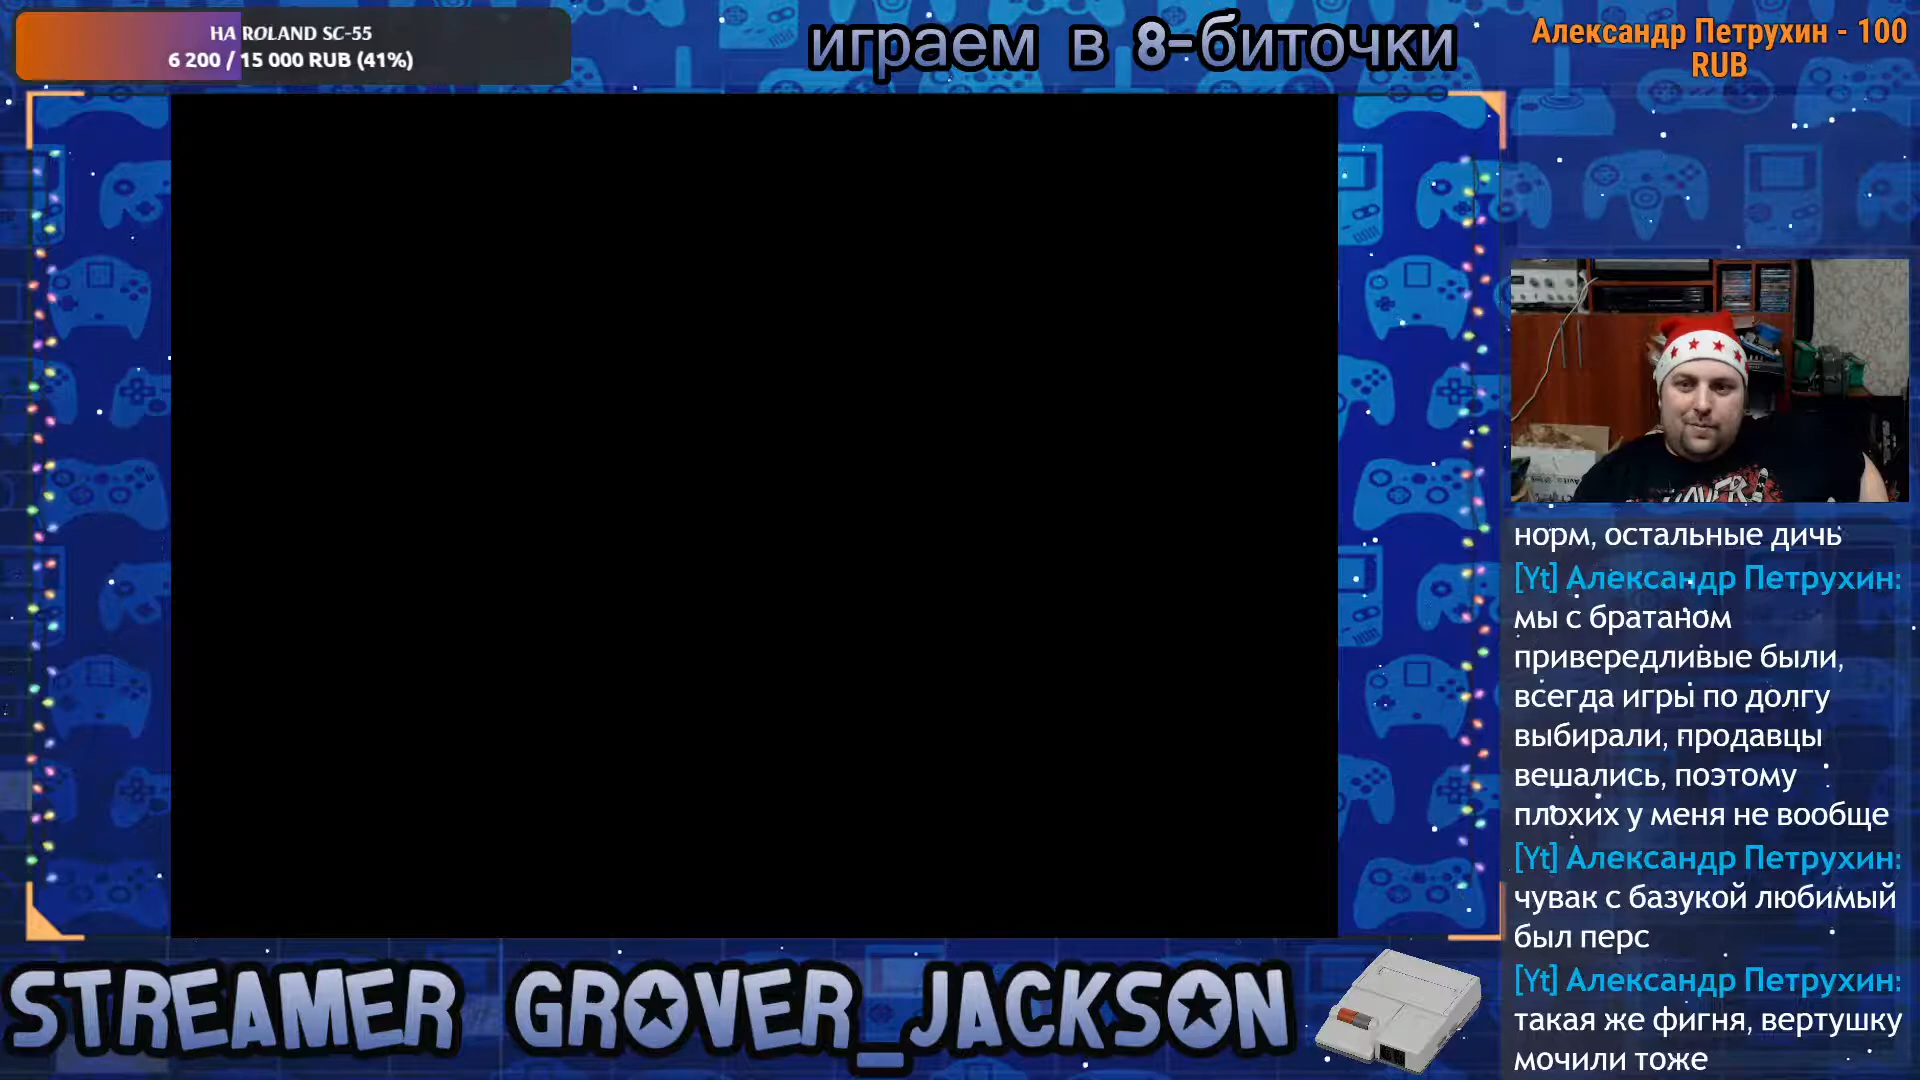 НА ROLAND SC-55
6 200 / 15 000 RUB (41%)
играем в 8-биточки
Александр Петрухин - 100
RUB
норм, остальные дичь
[Yt] Александр Петрухин:
мы с братаном
привередливые были,
всегда игры по долгу
выбирали, продавцы
вешались, поэтому
плохих у меня не вообще
[Yt] Александр Петрухин:
чувак с базукой любимый
был перс
[Yt] Александр Петрухин:
такая же фигня, вертушку
мочили тоже
STREAMER GROVER_JACKSON